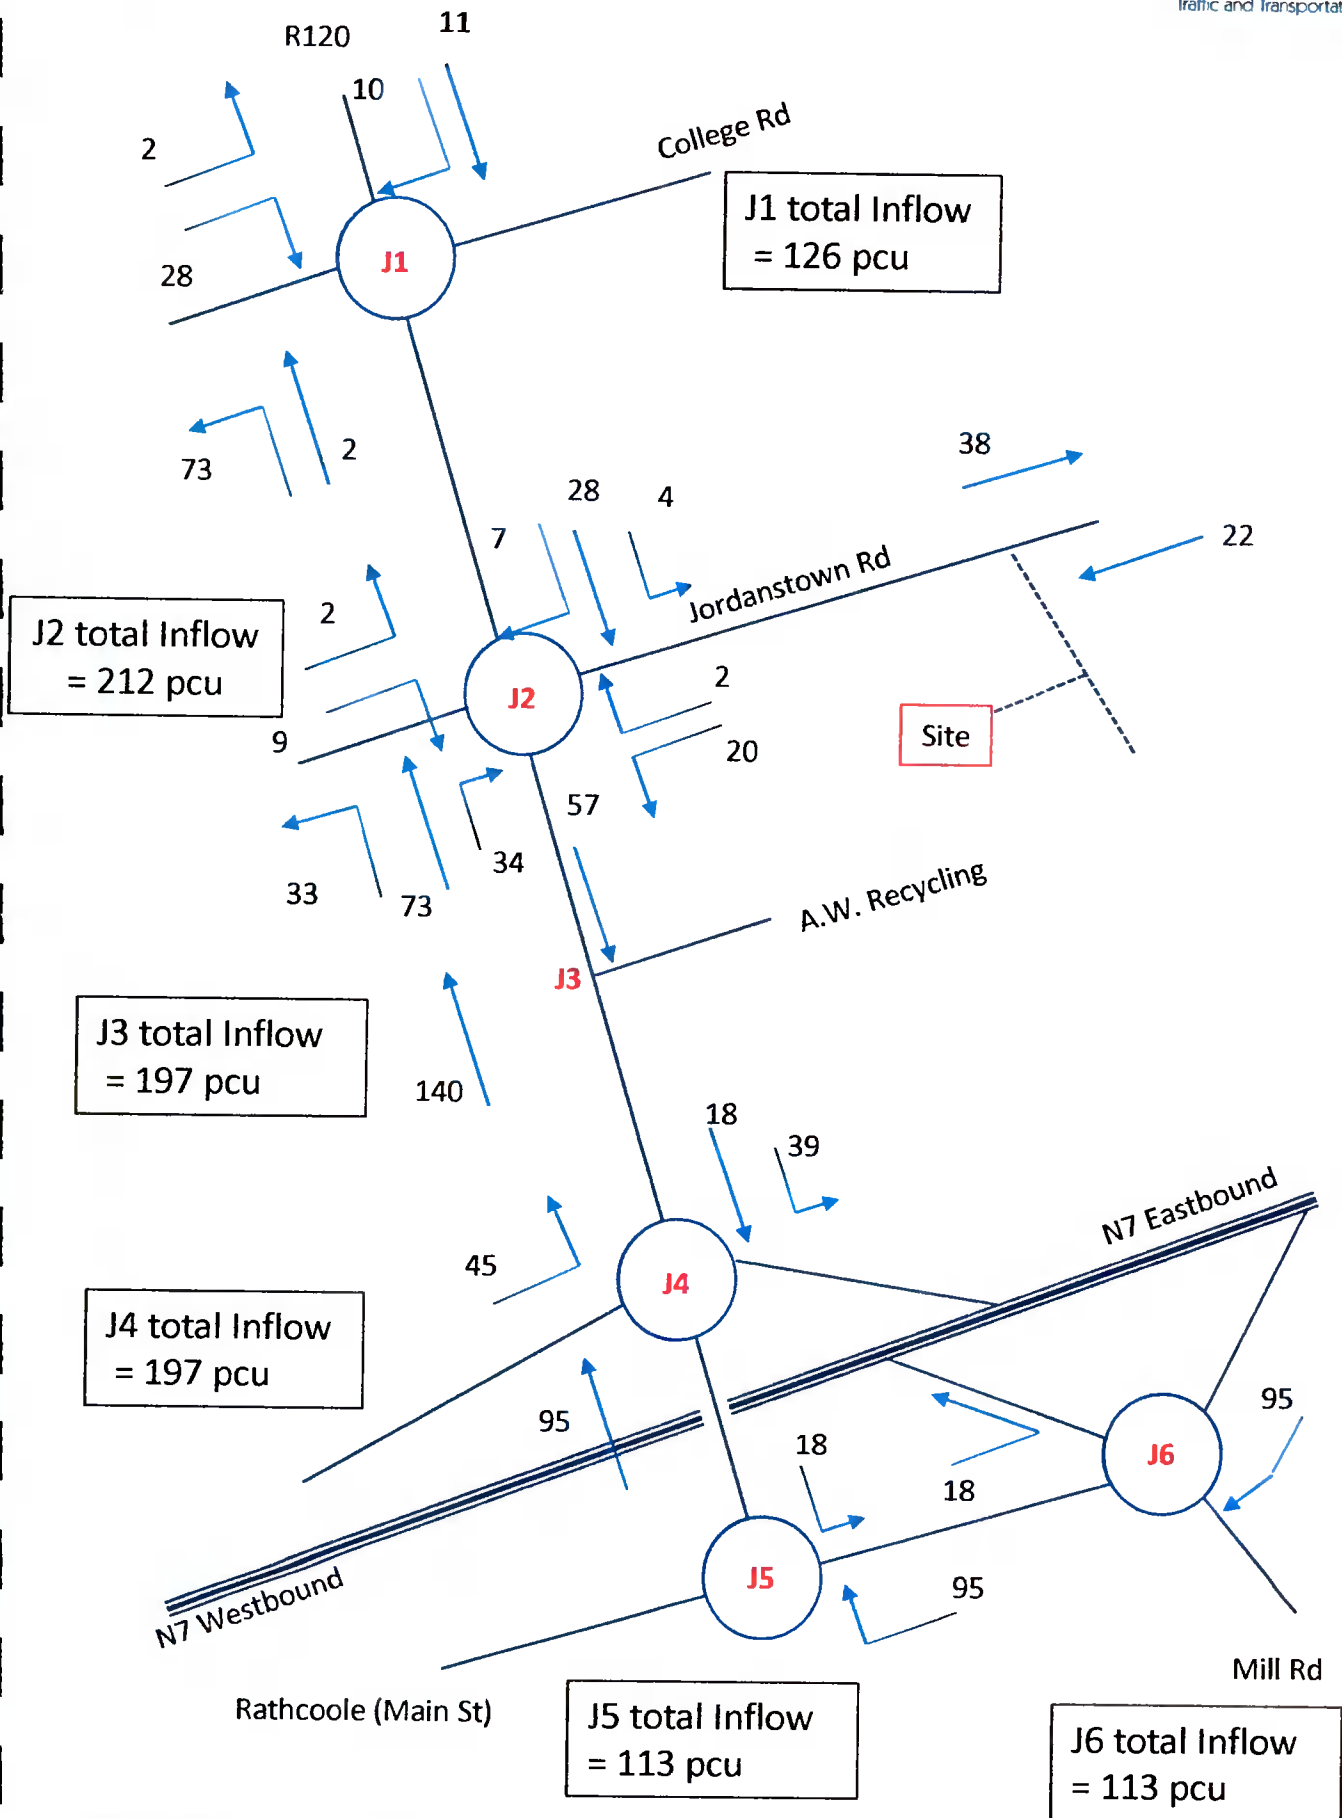 Traffic and Transportat
11
R120
10
2
College Rd
J1 total Inflow
= 126 pcu
J1
28
2
73
38
28
4
7
22
Jordanstown Rd
2
J2 total Inflow
= 212 pcu
2
J2
Site
9
20
57
34
33
73
A.W. Recycling
J3
J3 total Inflow
= 197 pcu
140
18
39
N7 Eastbound
45
J4
J4 total Inflow
= 197 pcu
95
95
18
J6
18
J5
95
N7 Westbound
Mill Rd
Rathcoole (Main St)
J5 total Inflow
= 113 pcu
J6 total Inflow
= 113 pcu